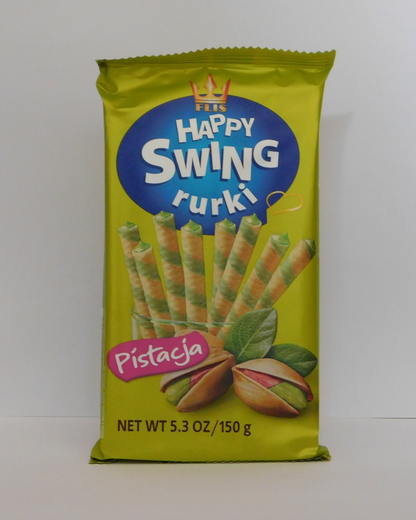 FLIS
HAPPY
SWING
rurki
Pistacja
NET WT 5.3 OZ/150 g